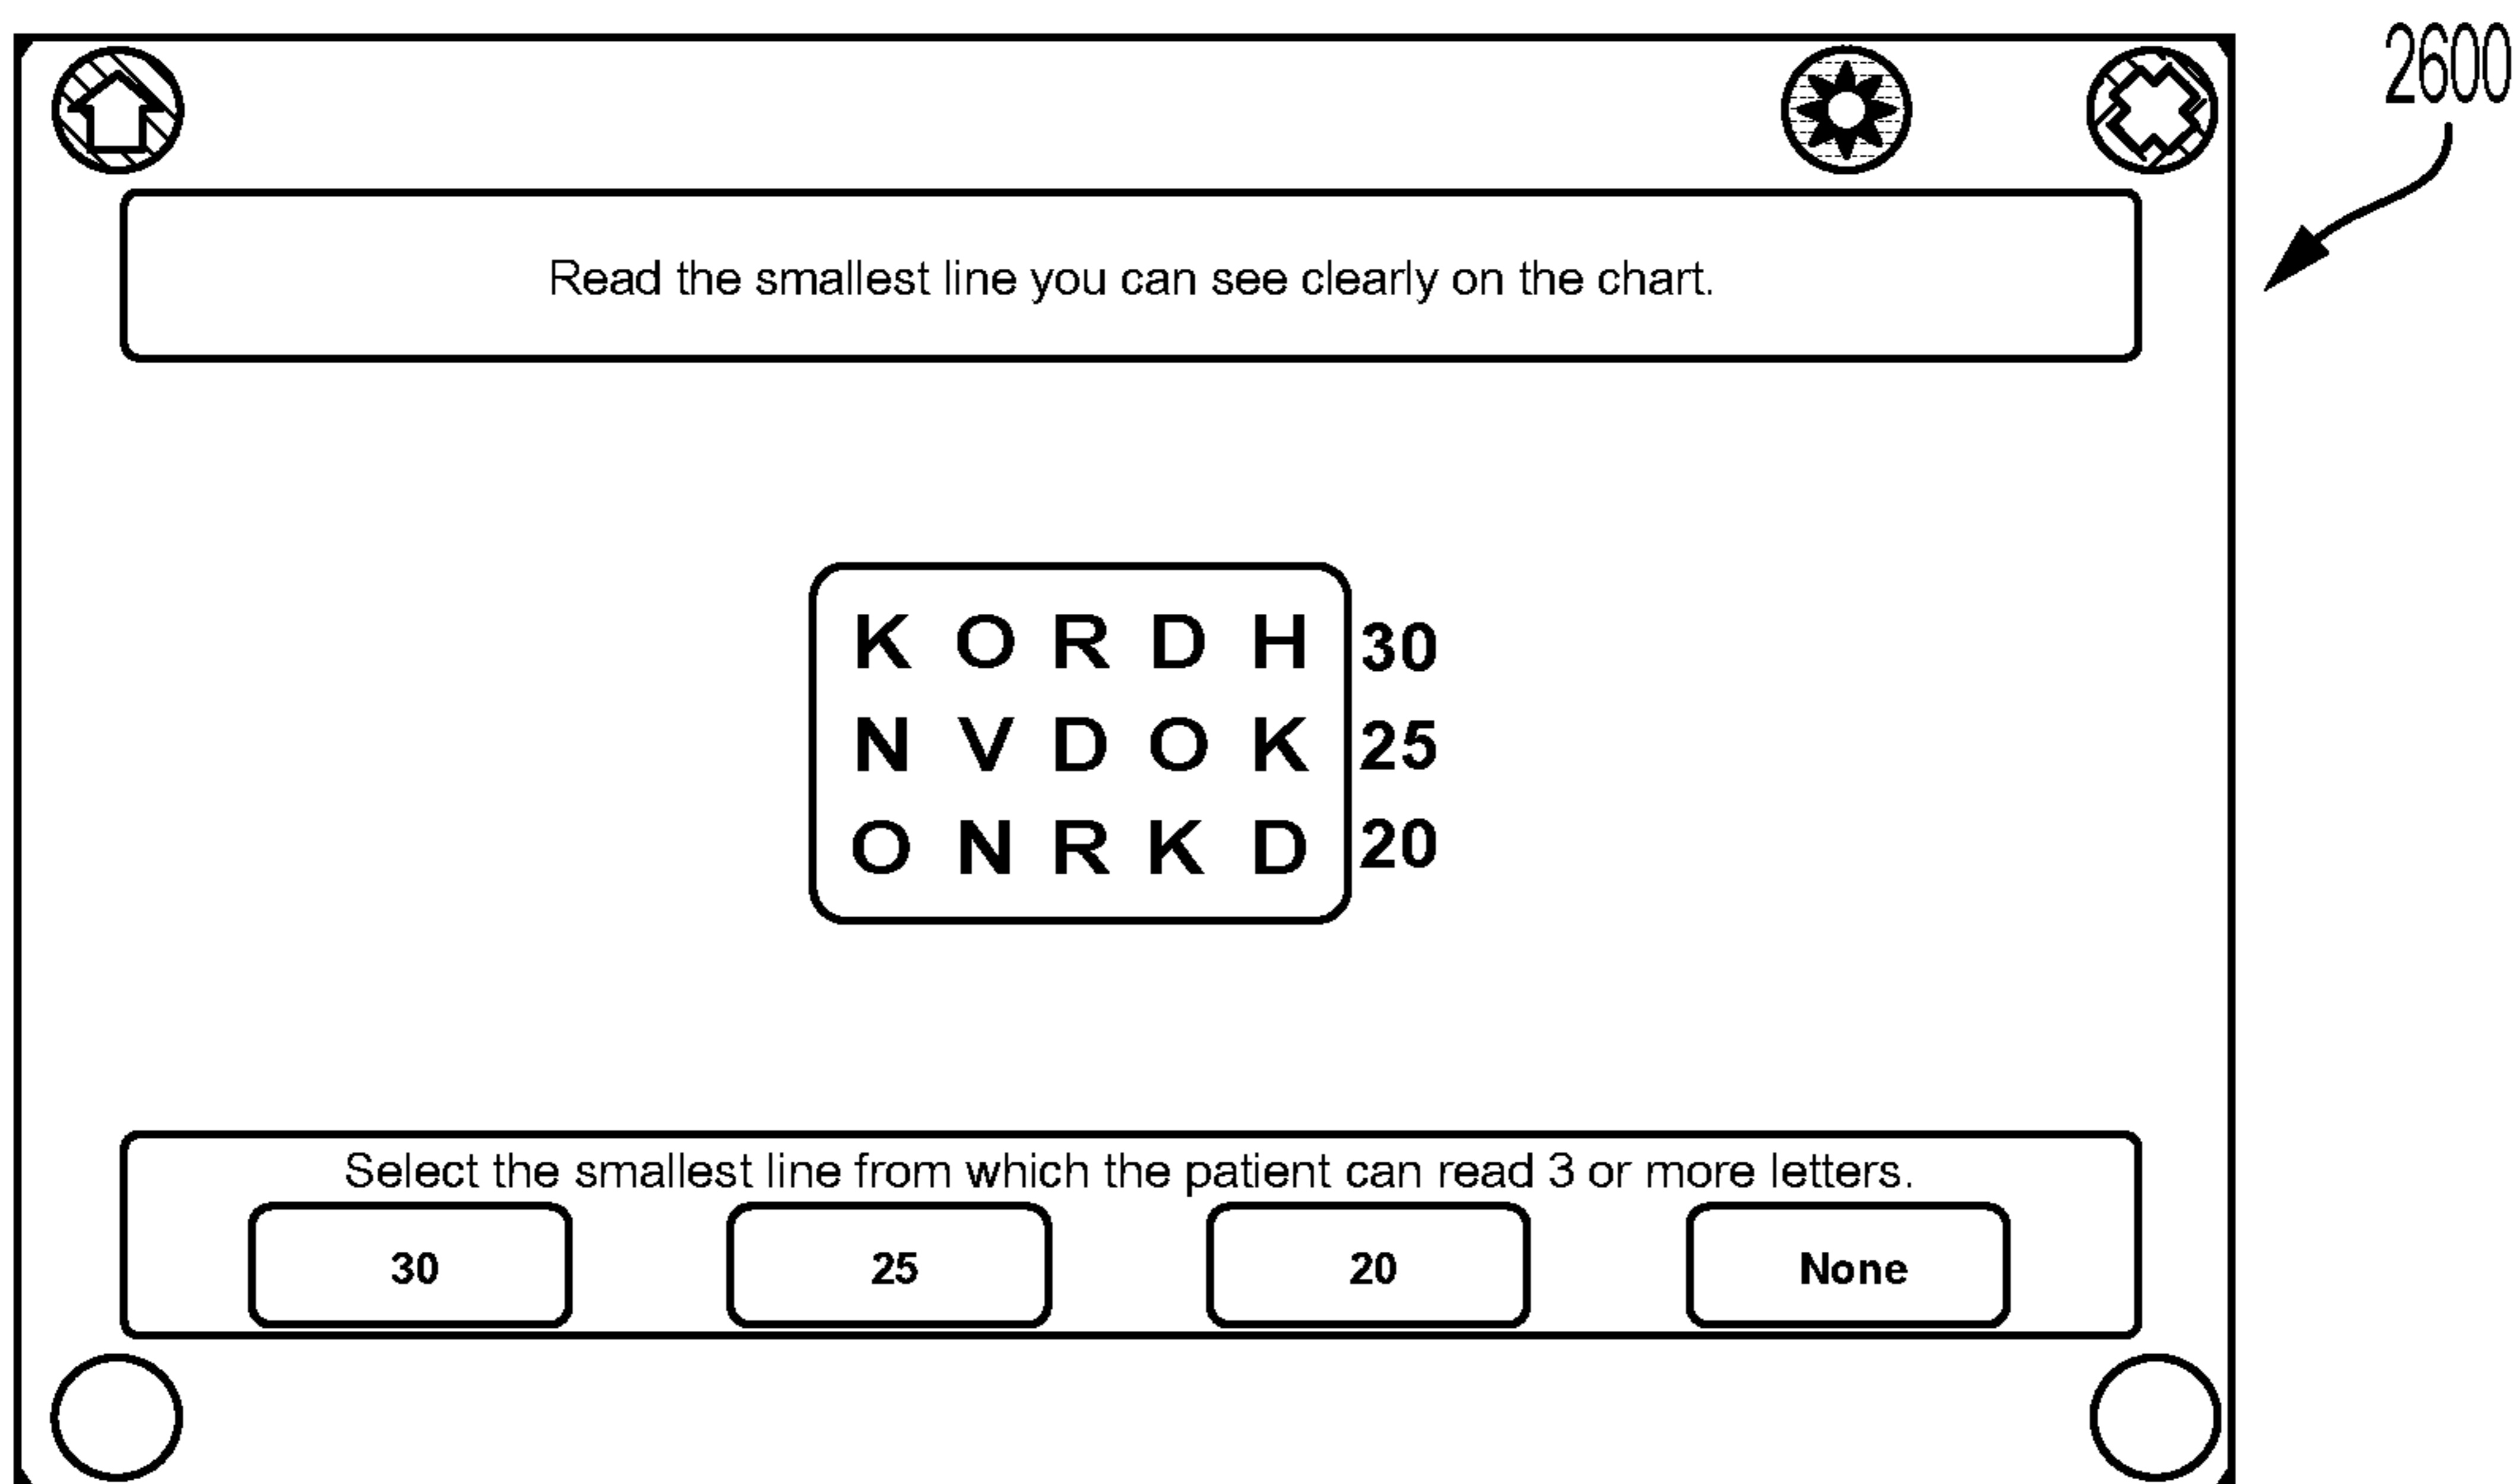 2600
Read the smallest line you can see clearly on the chart.
K O R D H 30
N V D O K 25
O N R K D 20
Select the smallest line from which the patient can read 3 or more letters.
30 25 20 None